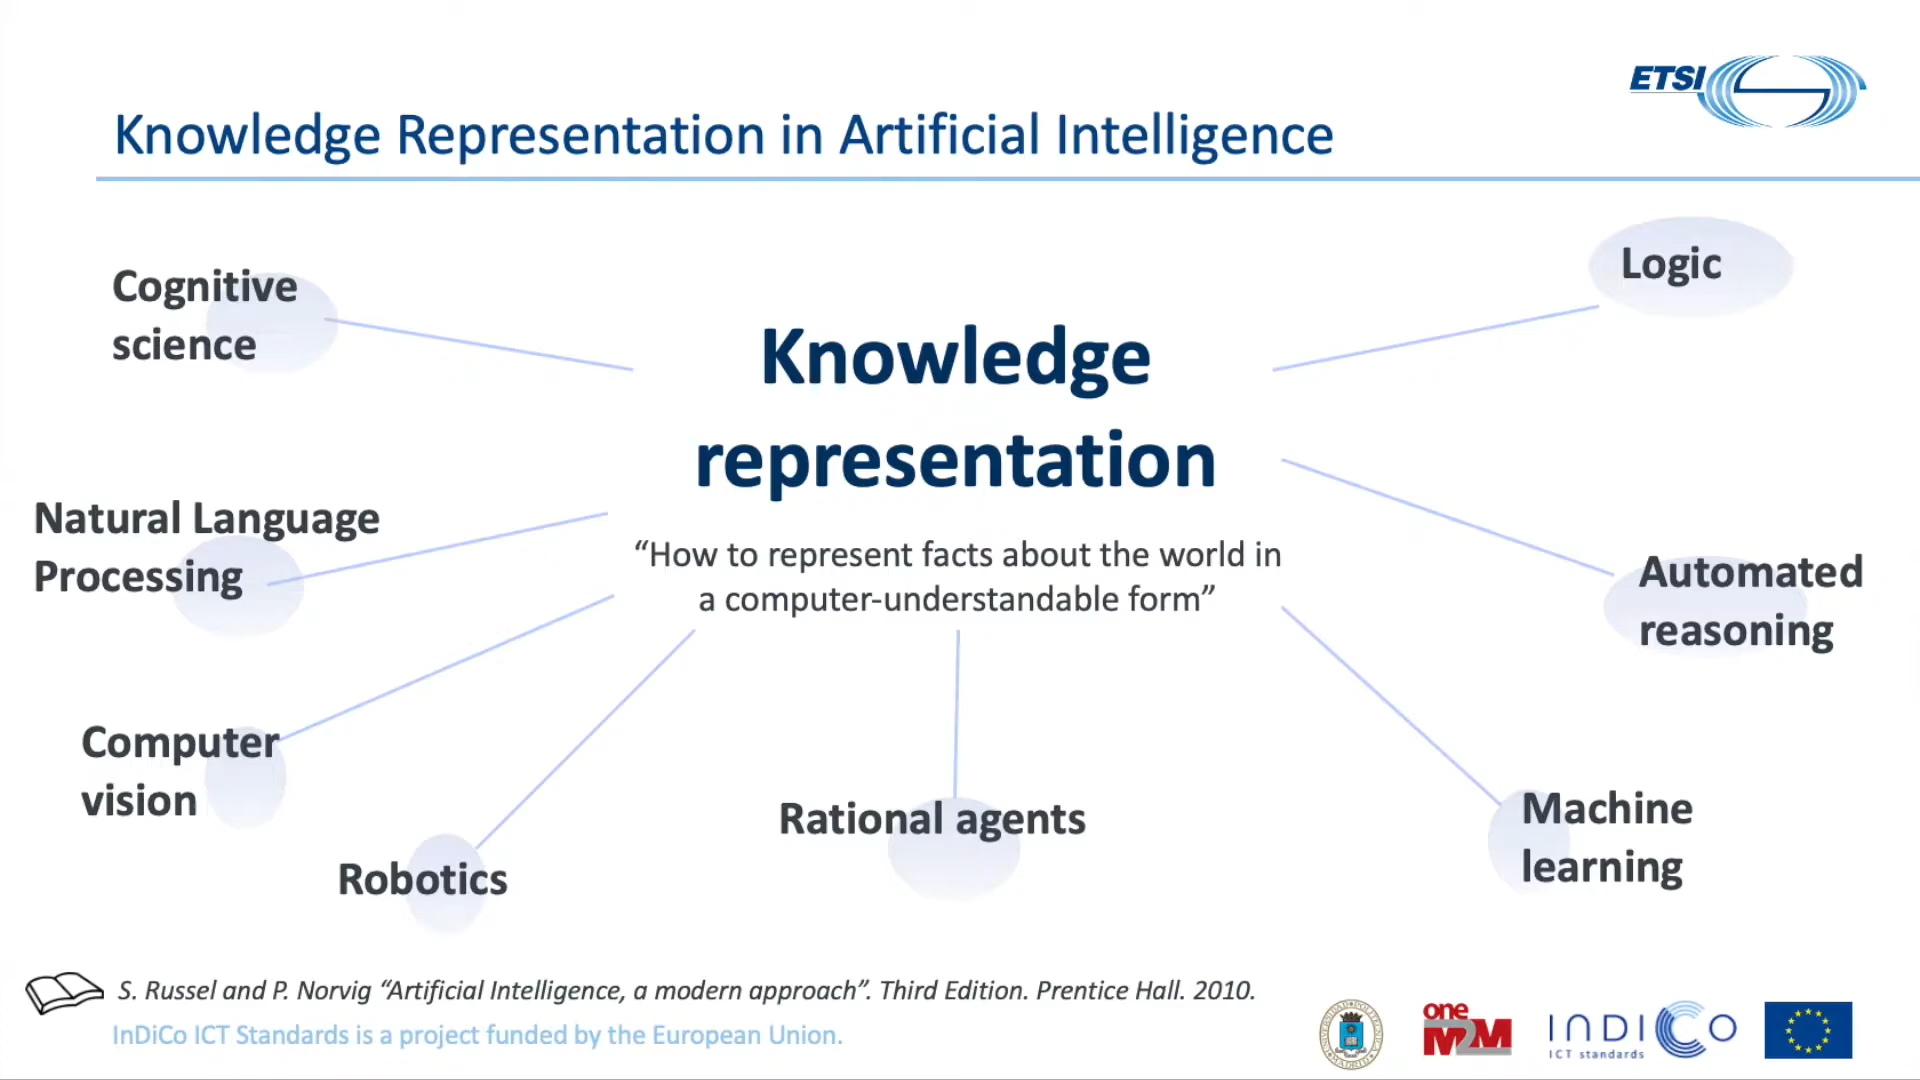 ETSI
Knowledge Representation in Artificial Intelligence
Cognitive
science
Logic
Knowledge
representation
Natural Language
Processing
“How to represent facts about the world in
a computer-understandable form”
Automated
reasoning
Computer
vision
Robotics
Rational agents
Machine
learning
S. Russel and P. Norvig “Artificial Intelligence, a modern approach”. Third Edition. Prentice Hall. 2010.
InDiCo ICT Standards is a project funded by the European Union.
one
M2M
INDICO
ICT standards